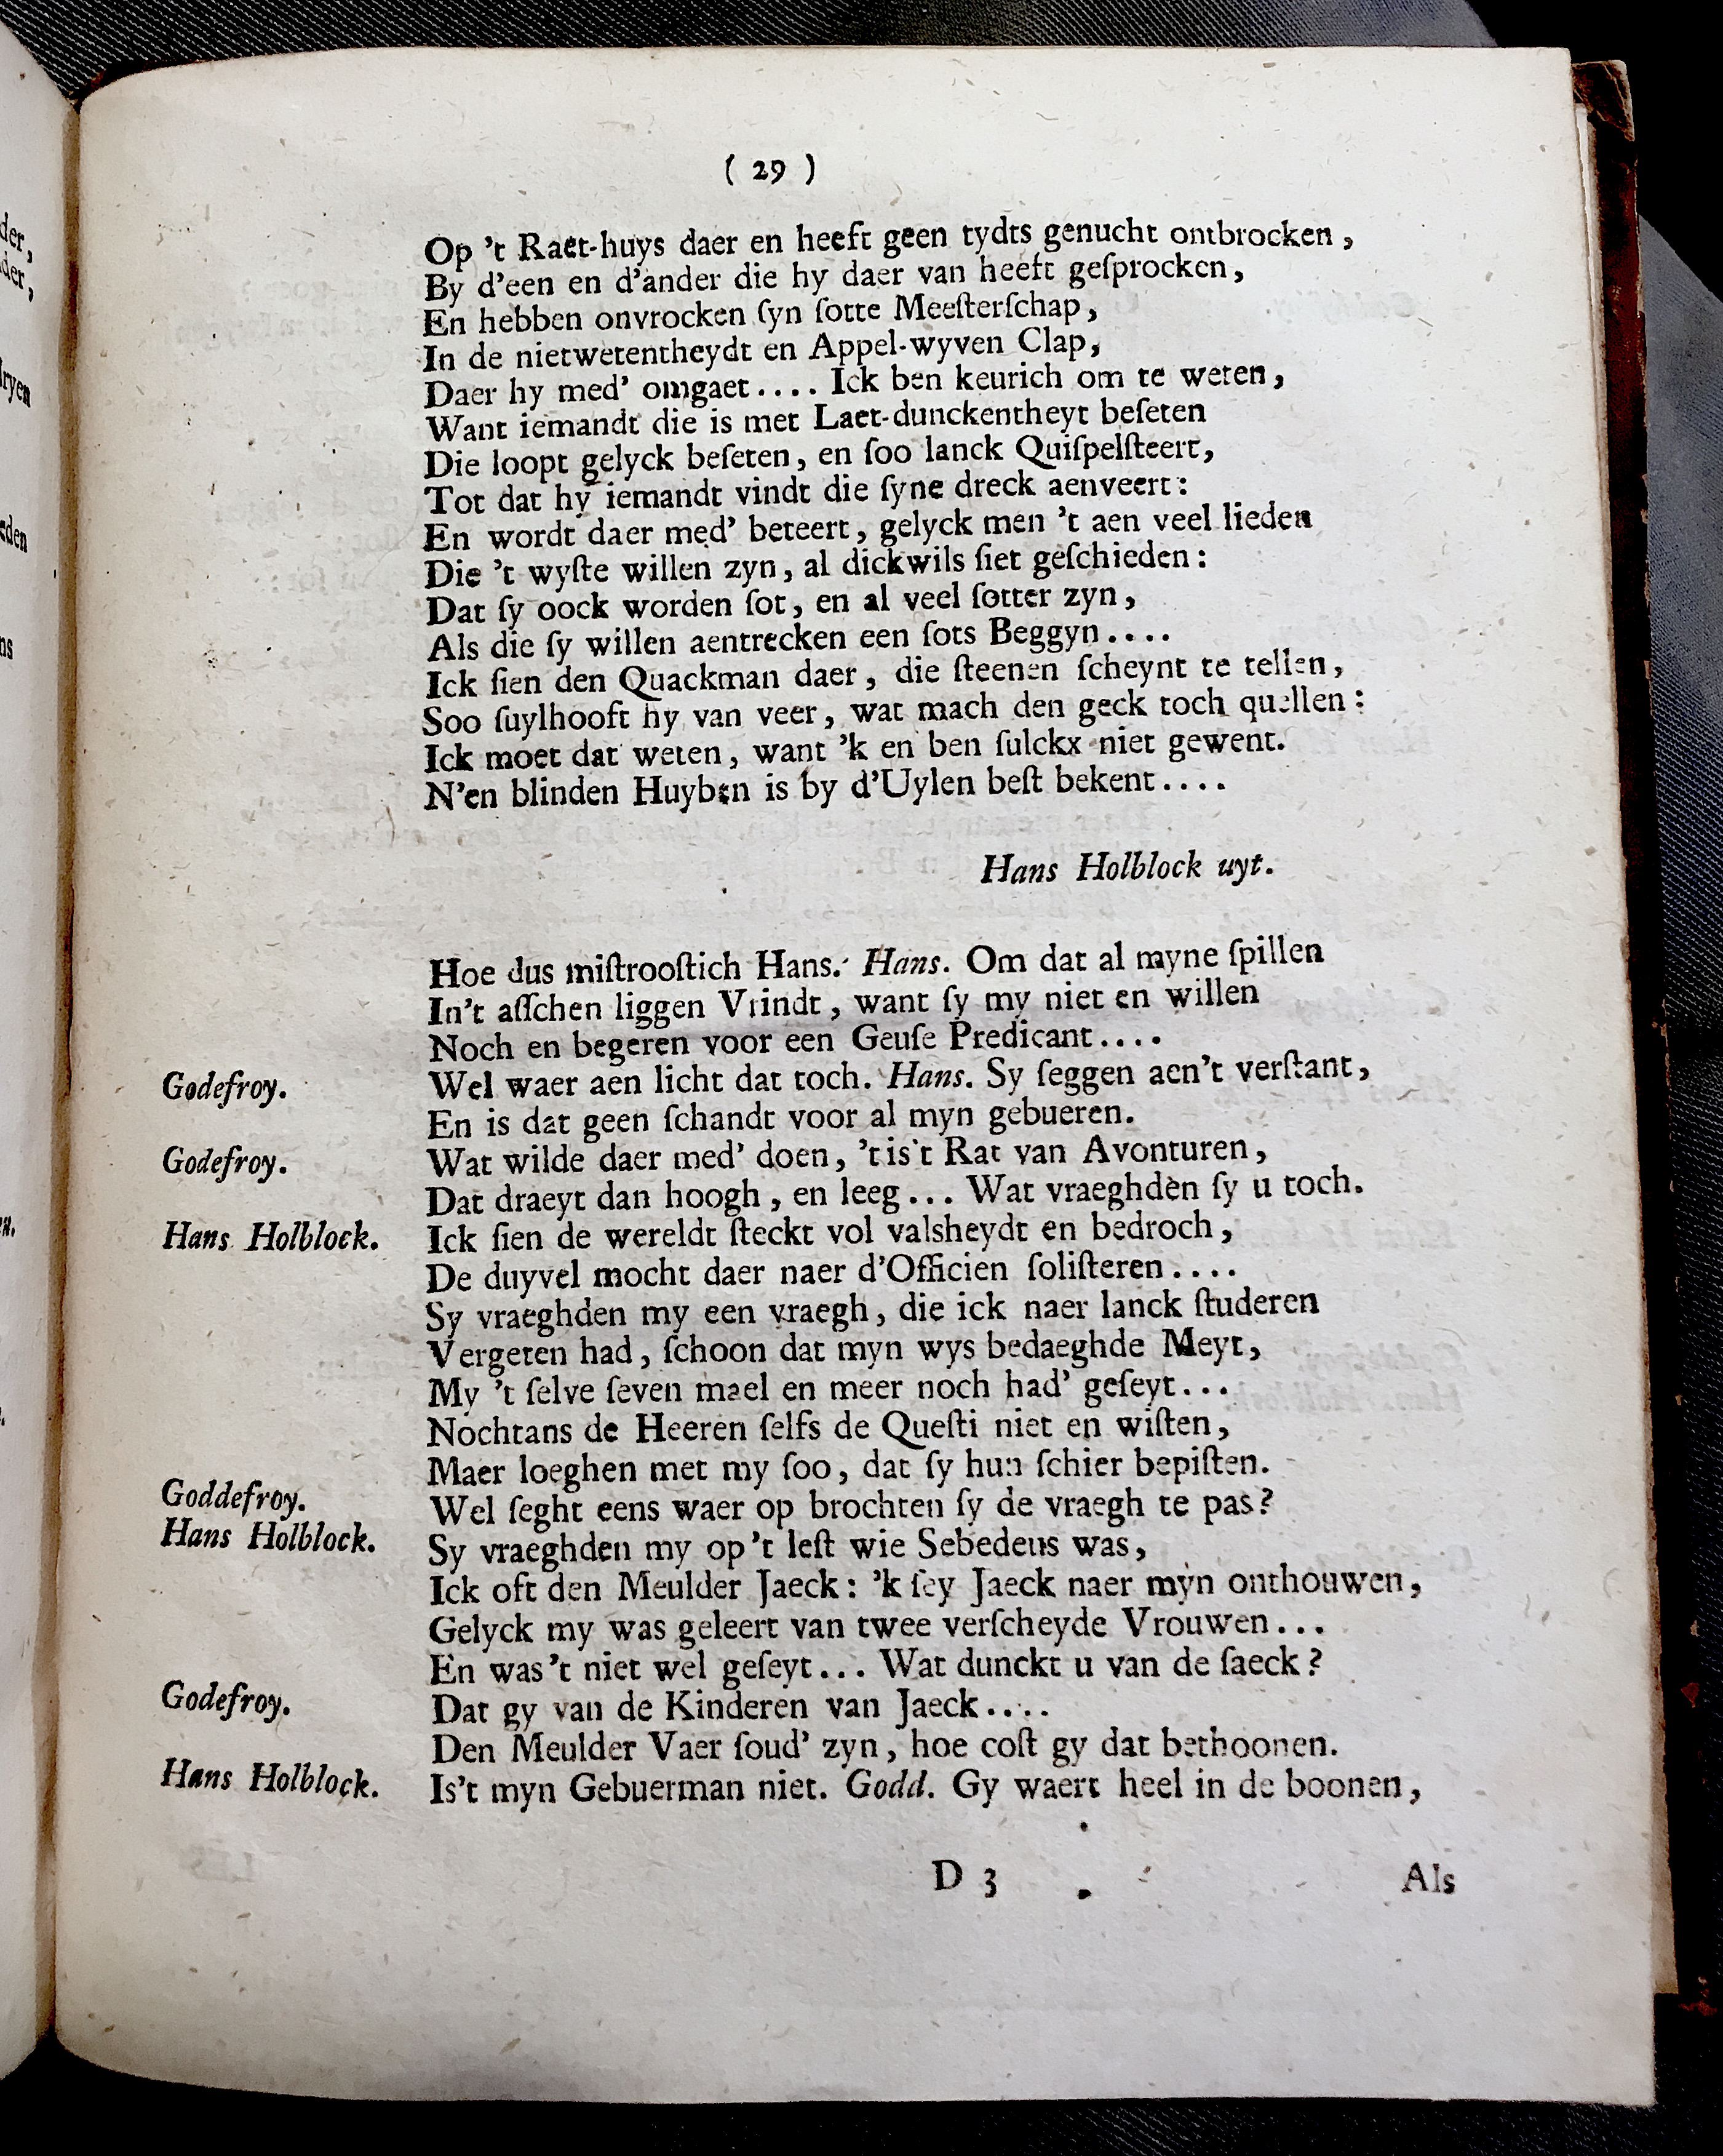 ( 29 )
Op 't Raet-huys daer en heeft geen tydts genucht ontbrocken ,
By d'een en d'ander die hy daer van heeft geſprocken ,
En hebben onvrocken ſyn ſotte Meeſterſchap ,
In de nietwetentheydt en Appel-wyven Clap ,
Daer hy med' omgaet .... Ick ben keurich om te weten ,
Want iemandt die is met Laet-dunckentheyt beſeten
Die loopt gelyck beſeten , en ſoo lanck Quiſpelſteert ,
Tot dat hy iemandt vindt die ſyne dreck aenveert :
En wordt daer med' beteert , gelyck men 't aen veel lieden
Die 't wyſte willen zyn , al dickwils ſiet geſchieden :
Dat ſy oock worden ſot , en al veel ſotter zyn ,
Als die ſy willen aentrecken een ſots Beggyn ....
Ick ſien den Quackman daer , die ſteenen ſcheynt te tellen ,
Soo ſuylhooft hy van veer , wat mach den geck toch quellen :
Ick moet dat weten , want 'k en ben ſulckx niet gewent.
N'en blinden Huyben is by d'Uylen beſt bekent ....
Hans Holblock uyt.
Hoe dus miſtrooſtich Hans. Hans. Om dat al myne ſpillen
In't aſſchen liggen Vrindt , want ſy my niet en willen
Noch en begeren voor een Geuſe Predicant ....
Godefroy. Wel waer aen licht dat toch. Hans. Sy ſeggen aen't verſtant ,
En is dat geen ſchandt voor al myn gebueren.
Godefroy. Wat wilde daer med' doen , 't is't Rat van Avonturen ,
Dat draeyt dan hoogh , en leeg ... Wat vraeghdèn ſy u toch.
Hans Holblock. Ick ſien de wereldt ſteckt vol valsheydt en bedroch ,
De duyvel mocht daer naer d'Officien ſoliſteren ....
Sy vraeghden my een vraegh , die ick naer lanck ſtuderen
Vergeten had , ſchoon dat myn wys bedaeghde Meyt ,
My 't ſelve ſeven mael en meer noch had' geſeyt ...
Nochtans de Heeren ſelfs de Queſti niet en wiſten ,
Maer loeghen met my ſoo , dat ſy hun ſchier bepiſten.
Goddefroy. Wel ſeght eens waer op brochten ſy de vraegh te pas ?
Hans Holblock. Sy vraeghden my op 't leſt wie Sebedeus was ,
Ick oft den Meulder Jaeck : 'k ſey Jaeck naer myn onthouwen ,
Gelyck my was geleert van twee verſcheyde Vrouwen ...
En was't niet wel geſeyt ... Wat dunckt u van de ſaeck ?
Godefroy. Dat gy van de Kinderen van Jaeck ....
Den Meulder Vaer ſoud' zyn , hoe coſt gy dat bethoonen.
Hans Holblock. Is't myn Gebuerman niet. Godd. Gy waert heel in de boonen ,
D 3 Als